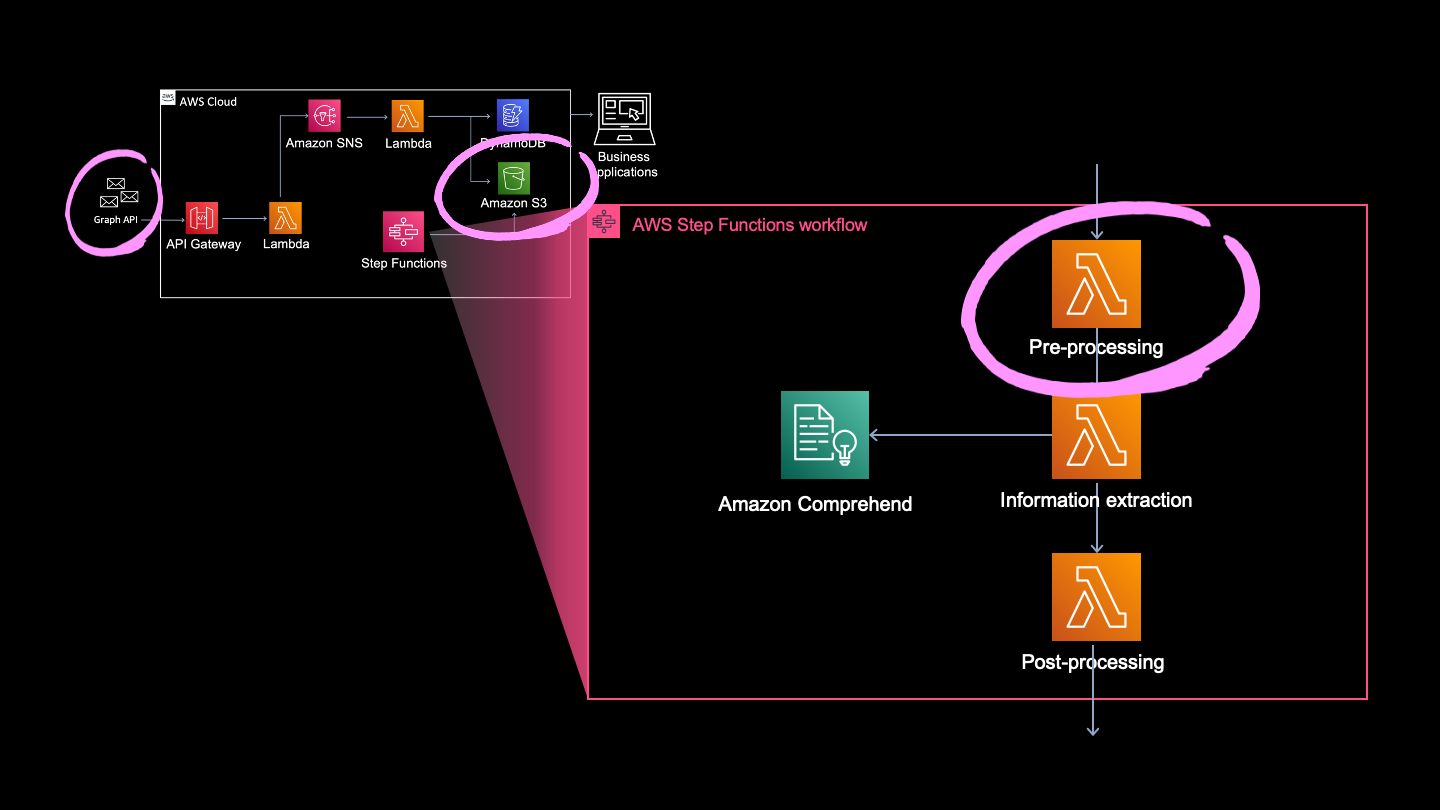 aws
AWS Cloud
Amazon SNS
Lambda
DynamoDB
Business
applications
Graph API
Amazon S3
API Gateway
Lambda
Step Functions
AWS Step Functions workflow
Pre-processing
Amazon Comprehend
Information extraction
Post-processing